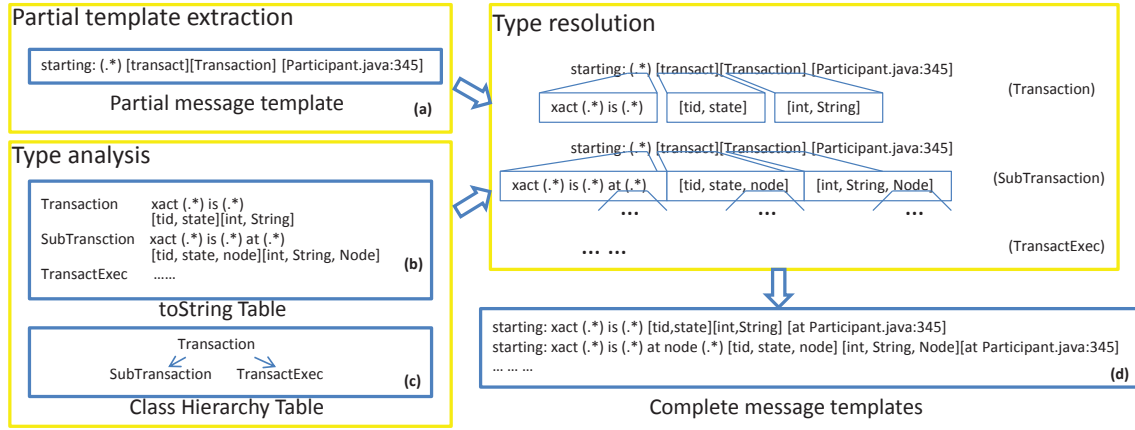 Partial template extraction
starting: (.*) [transact][Transaction] [Participant.java:345]
Partial message template
(a)
Type analysis
Transaction xact (.*) is (.*)
[tid, state][int, String]
SubTransction xact (.*) is (.*) at (.*)
[tid, state, node][int, String, Node]
TransactExec ......
(b)
toString Table
Transaction
SubTransaction TransactExec
(c)
Class Hierarchy Table
Type resolution
starting: (.*) [transact][Transaction] [Participant.java:345]
xact (.*) is (.*) [tid, state] [int, String]
(Transaction)
starting: (.*) [transact][Transaction] [Participant.java:345]
xact (.*) is (.*) at (.*) [tid, state, node] [int, String, Node]
(SubTransaction)
... ... ...
... ... (TransactExec)
starting: xact (.*) is (.*) [tid,state][int,String] [at Participant.java:345]
starting: xact (.*) is (.*) at node (.*) [tid, state, node] [int, String, Node][at Participant.java:345]
... ... ...
(d)
Complete message templates